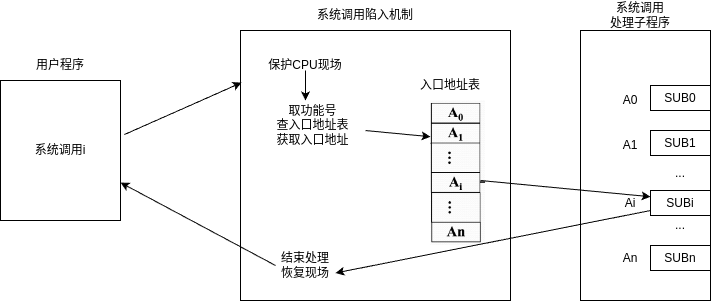 用户程序
系统调用i
系统调用陷入机制
保护CPU现场
取功能号
查入口地址表
获取入口地址
入口地址表
A0
A1
⋮
Ai
⋮
An
结束处理
恢复现场
系统调用
处理子程序
A0 SUB0
A1 SUB1
...
Ai SUBi
...
An SUBn